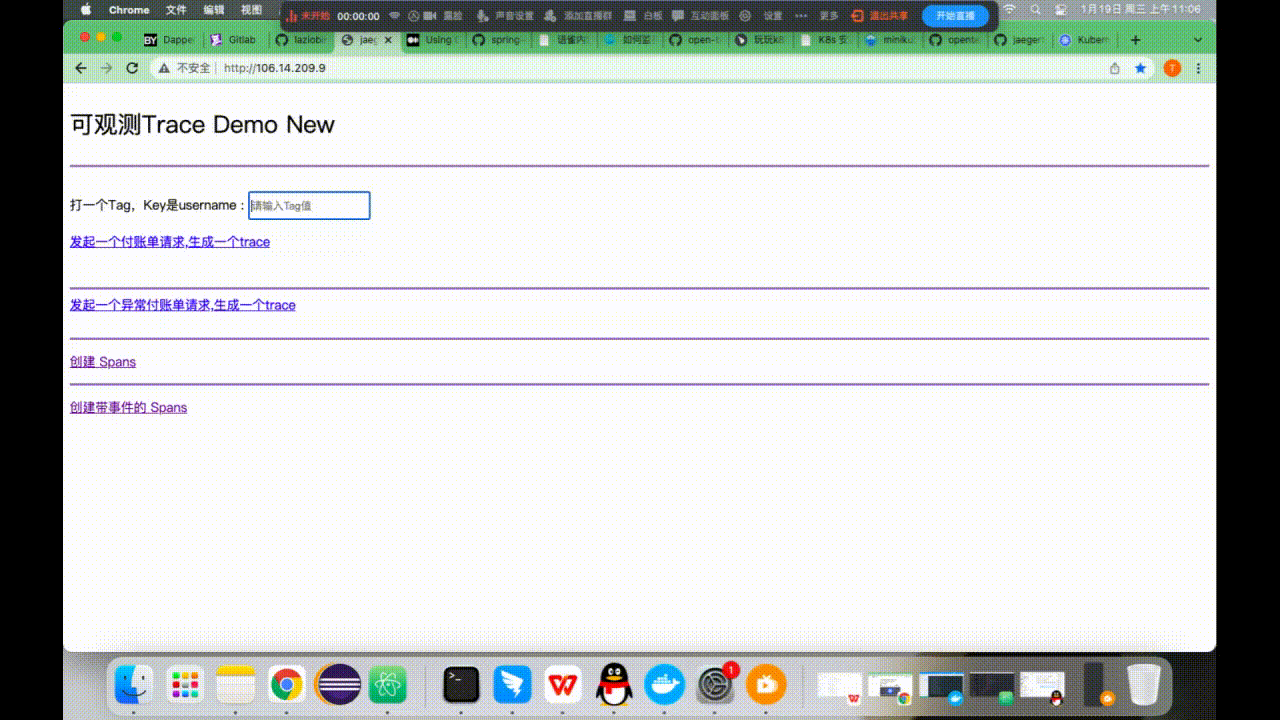 Chrome 文件 编辑 视图 未开始 00:00:00 露脸 声音设置 添加直播群 白板 互动面板 设置 更多 退出共享 开始直播 1月19日 周三 上午11:06
BY Dappe Gitlab laziobi jaeg Using spring- 语雀内 如何监 open-t 玩玩k8 K8s 安 miniku opente jaeger Kubern
不安全 http://106.14.209.9 T
可观测Trace Demo New
打一个Tag，Key是username： 请输入Tag值
发起一个付账单请求,生成一个trace
发起一个异常付账单请求,生成一个trace
创建 Spans
创建带事件的 Spans
1